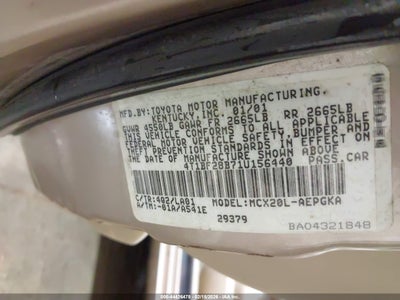 MFD.BY:TOYOTA MOTOR MANUFACTURING,
KENTUCKY,INC. 01/01
GVWR 4550LB GAWR FR 2665LB RR 2665LB
THIS VEHICLE CONFORMS TO ALL APPLICABLE
FEDERAL MOTOR VEHICLE SAFETY,BUMPER,AND
THEFT PREVENTION STANDARDS IN EFFECT ON
THE DATE OF MANUFACTURE SHOWN ABOVE.
4T1BF28B71U156440 PASS.CAR
C/TR:4Q2/LA01 MODEL:MCX20L-AEPGKA
A/TM:-01A/A541E
29379
BA04321848